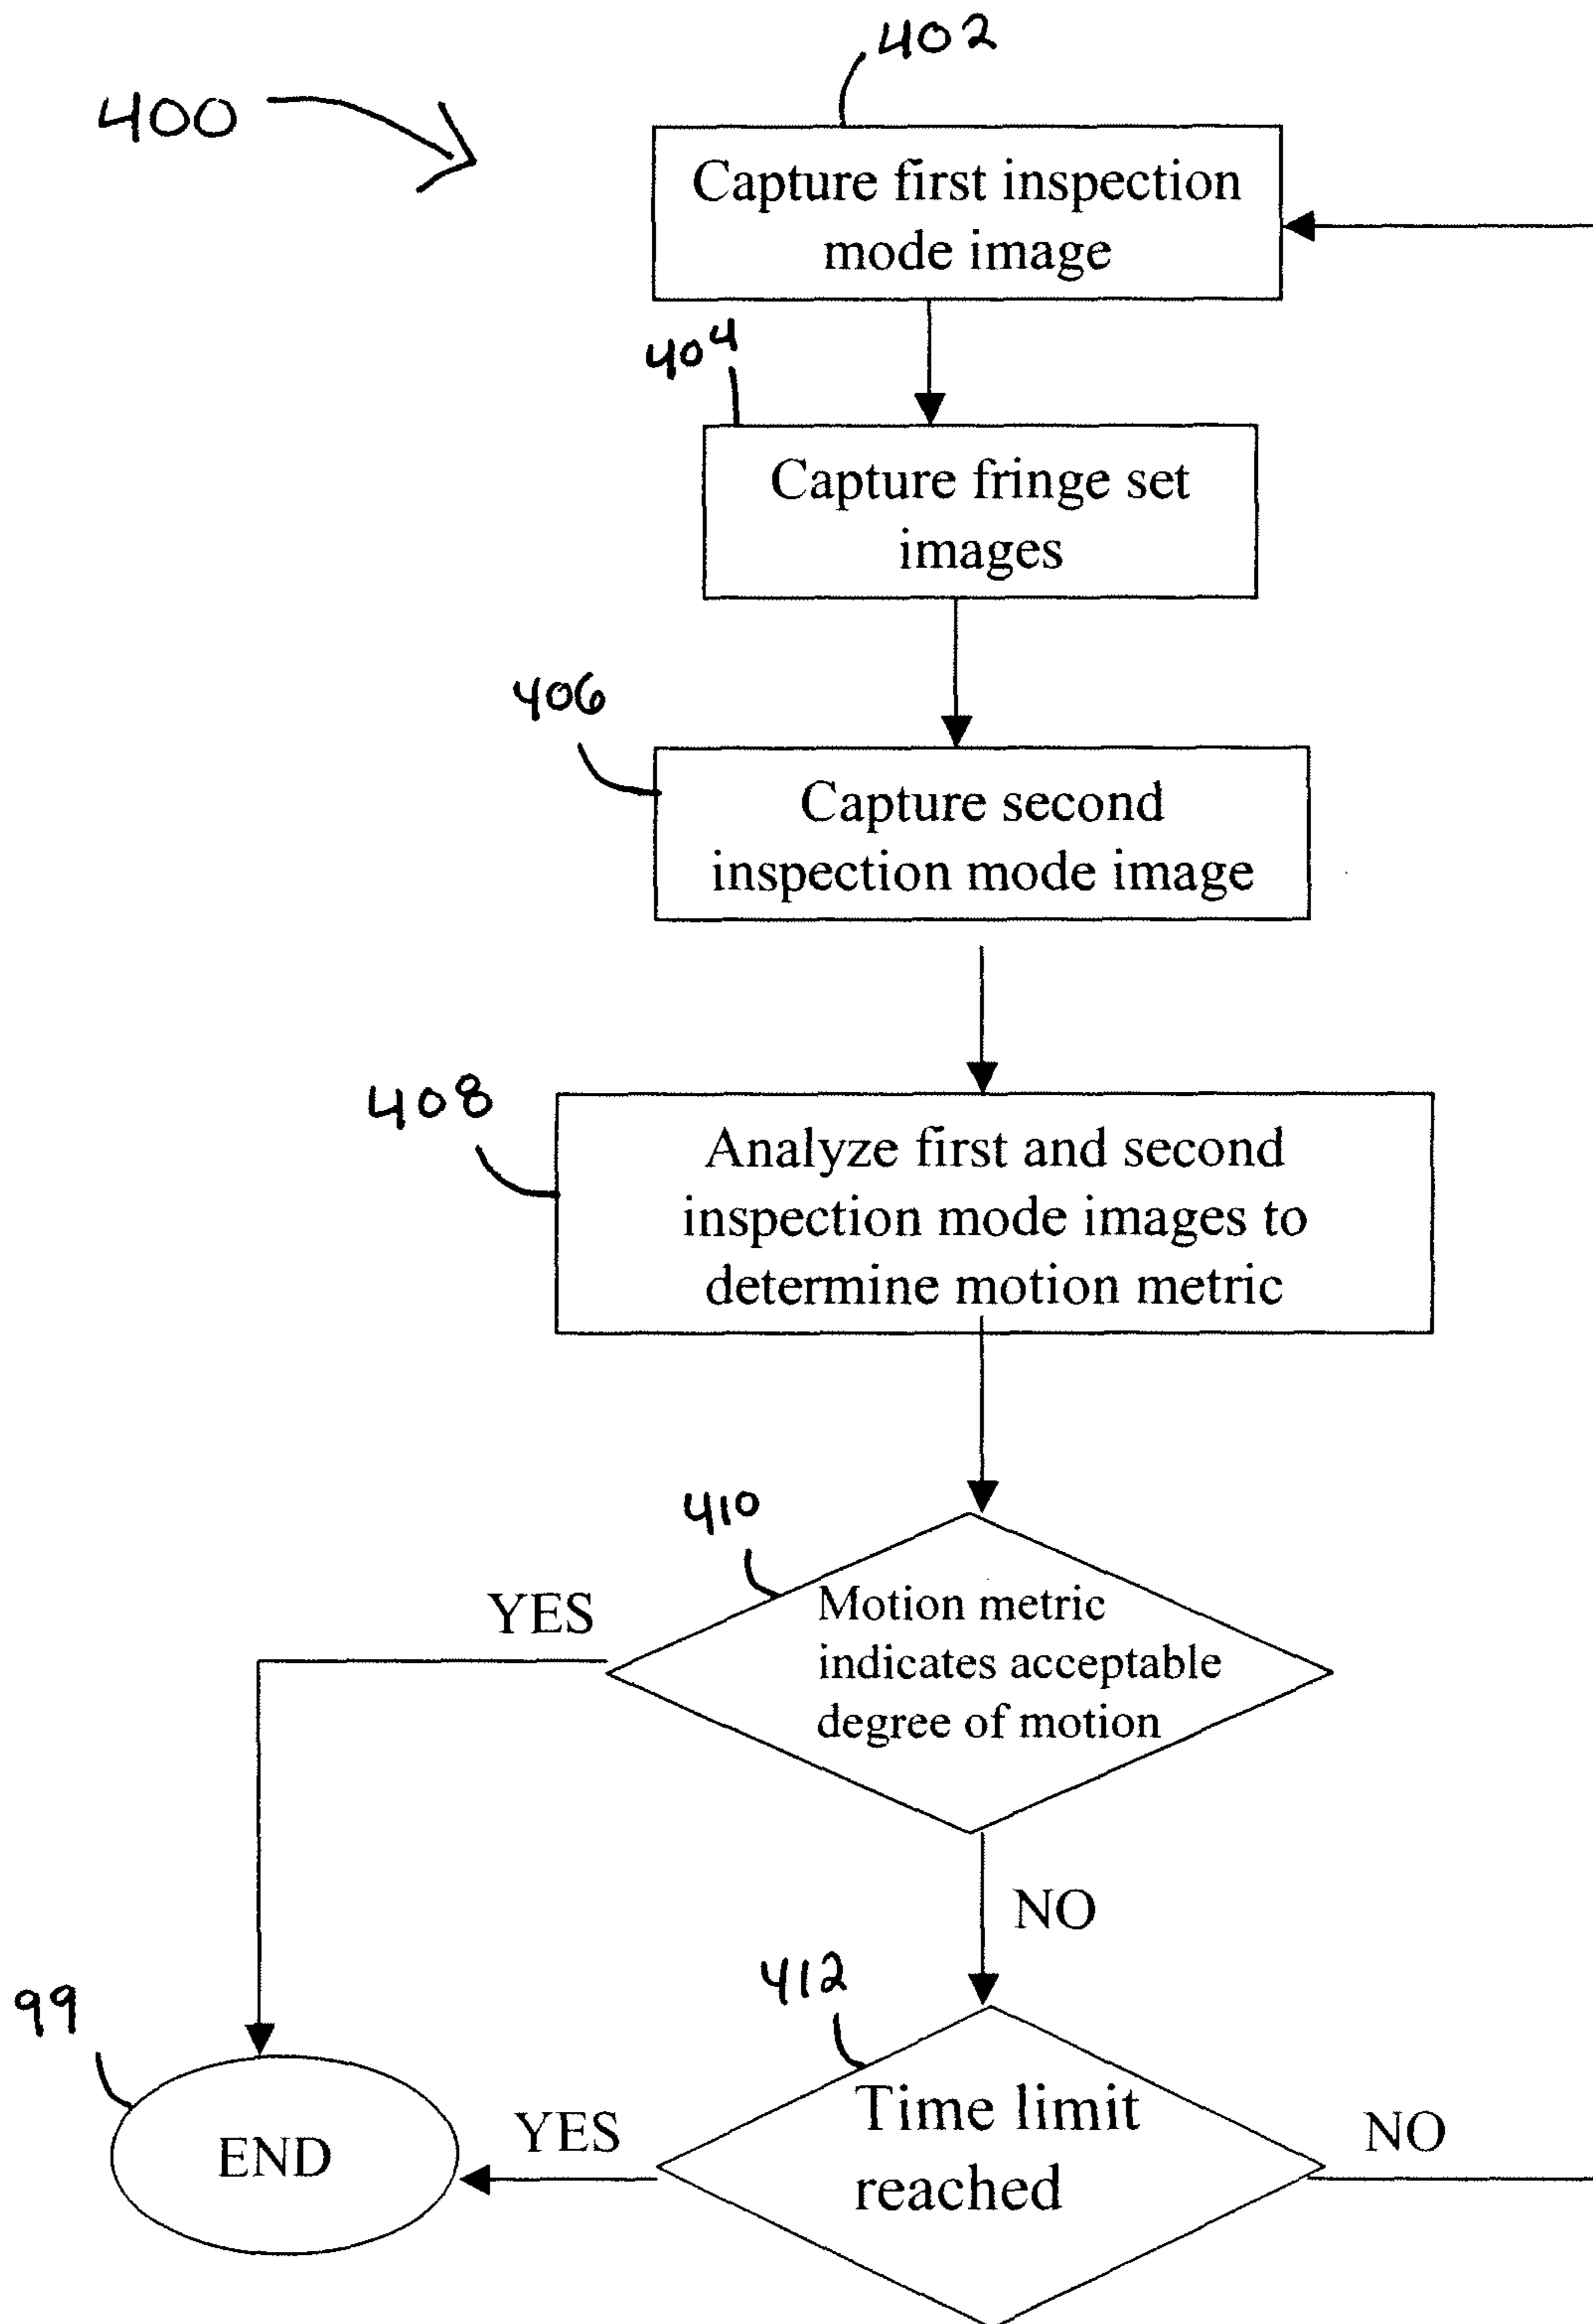 402
400
Capture first inspection
mode image
404
Capture fringe set
images
406
Capture second
inspection mode image
408
Analyze first and second
inspection mode images to
determine motion metric
410
YES
Motion metric
indicates acceptable
degree of motion
NO
412
99
Time limit
reached
YES
NO
END